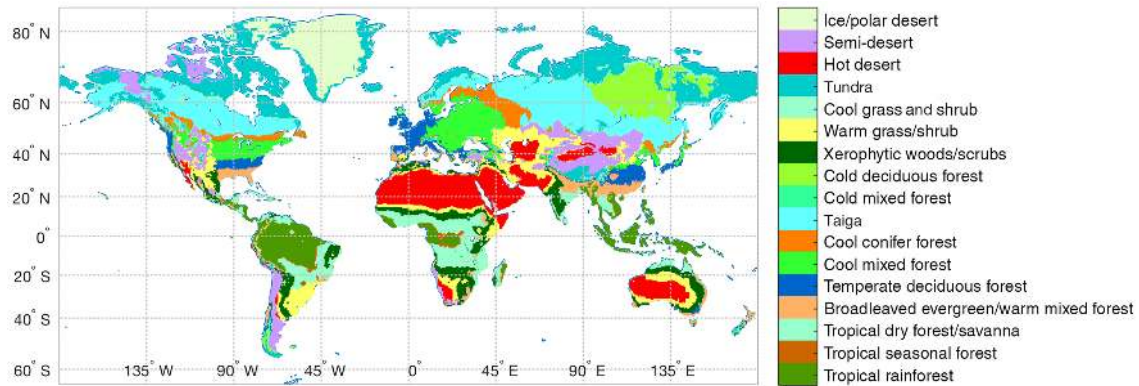 80° N
60° N
40° N
20° N
0°
20° S
40° S
60° S
135° W
90° W
45° W
0°
45° E
90° E
135° E
Ice/polar desert
Semi-desert
Hot desert
Tundra
Cool grass and shrub
Warm grass/shrub
Xerophytic woods/scrubs
Cold deciduous forest
Cold mixed forest
Taiga
Cool conifer forest
Cool mixed forest
Temperate deciduous forest
Broadleaved evergreen/warm mixed forest
Tropical dry forest/savanna
Tropical seasonal forest
Tropical rainforest